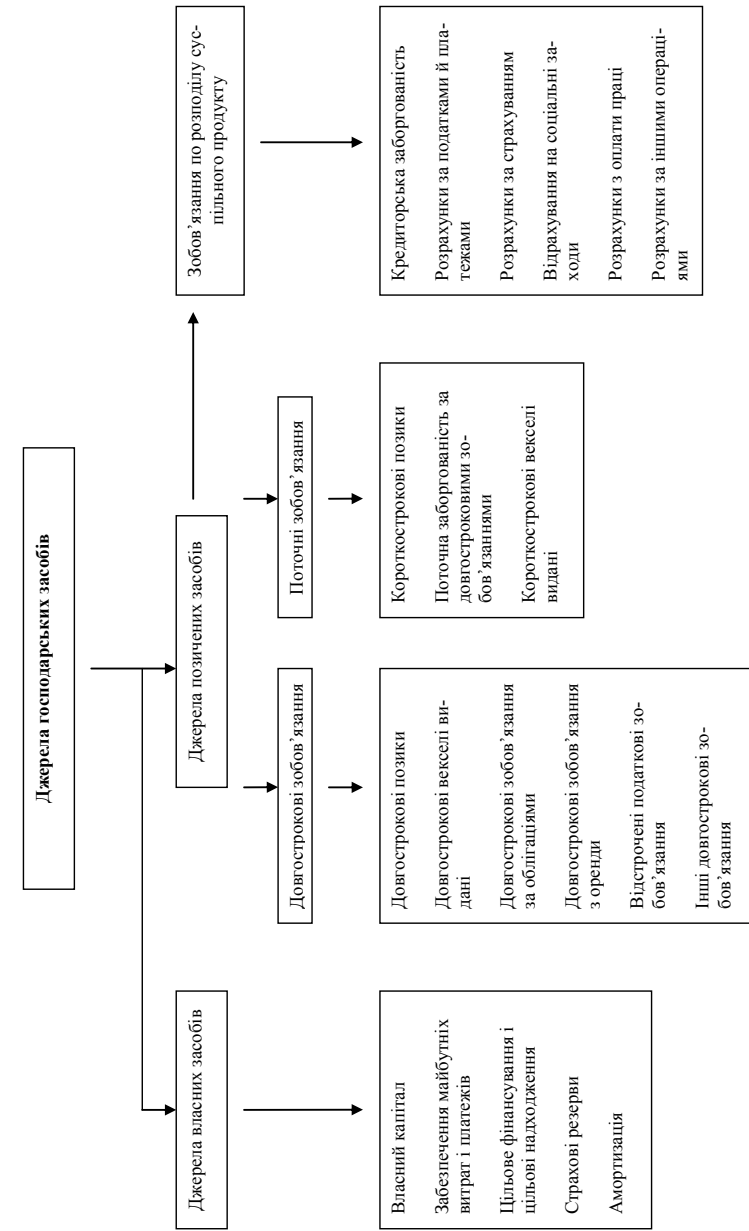 Джерела господарських засобів
Джерела власних засобів
Джерела позичених засобів
Зобов’язання по розподілу сус-
пільного продукту
Довгострокові зобов’язання
Поточні зобов’язання
Власний капітал
Забезпечення майбутніх
витрат і платежів
Цільове фінансування і
цільові надходження
Страхові резерви
Амортизація
Довгострокові позики
Довгострокові векселі ви-
дані
Довгострокові зобов’язання
за облігаціями
Довгострокові зобов’язання
з оренди
Відстрочені податкові зо-
бов’язання
Інші довгострокові зо-
бов’язання
Короткострокові позики
Поточна заборгованість за
довгостроковими зо-
бов’язаннями
Короткострокові векселі
видані
Кредиторська заборгованість
Розрахунки за податками й пла-
тежами
Розрахунки за страхуванням
Відрахування на соціальні за-
ходи
Розрахунки з оплати праці
Розрахунки за іншими операці-
ями